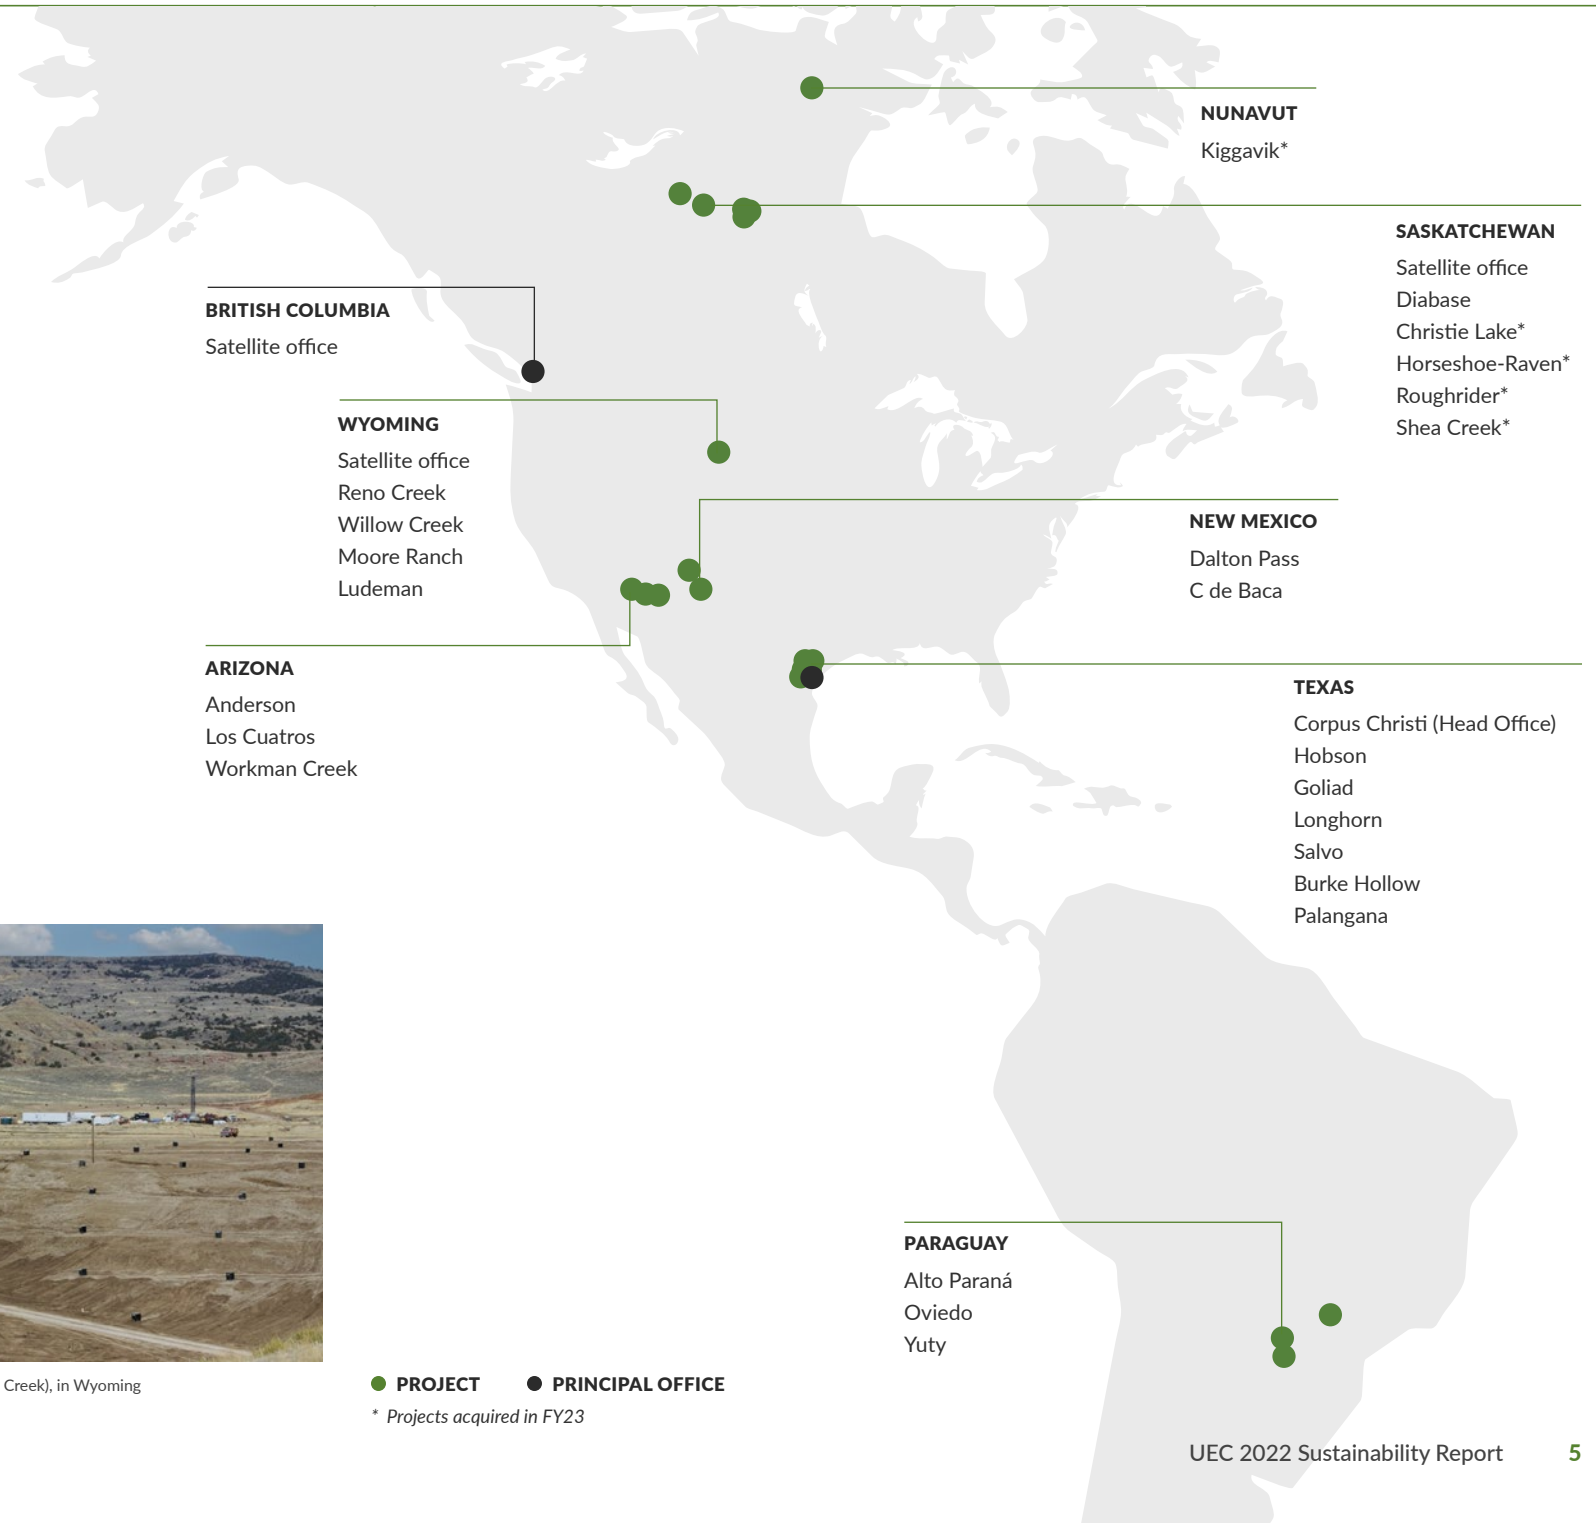 NUNAVUT
Kiggavik*
SASKATCHEWAN
Satellite office
Diabase
Christie Lake*
Horseshoe-Raven*
Roughrider*
Shea Creek*
BRITISH COLUMBIA
Satellite office
WYOMING
Satellite office
Reno Creek
Willow Creek
Moore Ranch
Ludeman
NEW MEXICO
Dalton Pass
C de Baca
ARIZONA
Anderson
Los Cuatros
Workman Creek
TEXAS
Corpus Christi (Head Office)
Hobson
Goliad
Longhorn
Salvo
Burke Hollow
Palangana
PARAGUAY
Alto Paraná
Oviedo
Yuty
Creek), in Wyoming
PROJECT
PRINCIPAL OFFICE
* Projects acquired in FY23
UEC 2022 Sustainability Report 5